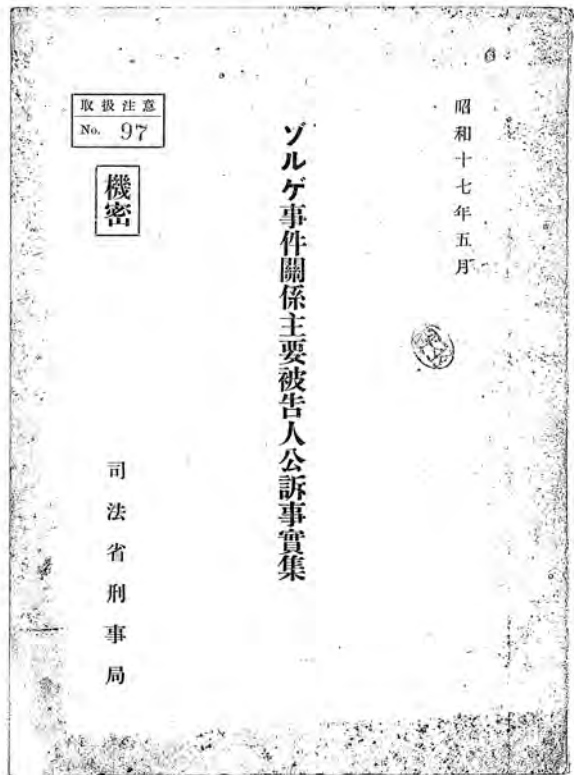 昭和十七年五月
ゾルゲ事件關係主要被告人公訴事實集
取扱注意
No. 97
機密
司法省刑事局